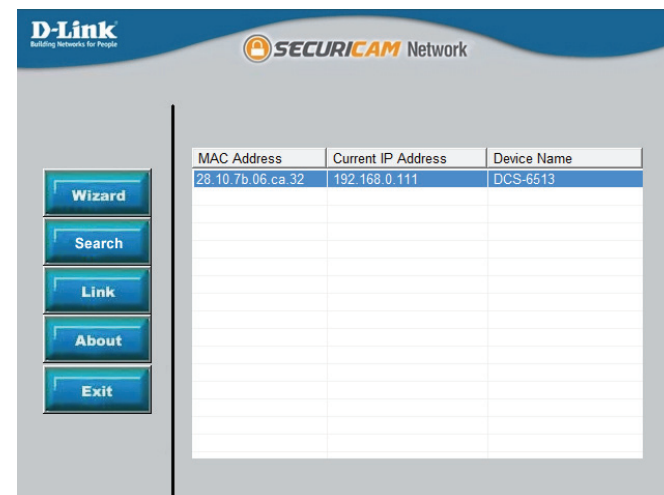 D-Link
Building Networks for People
SECURICAM Network
MAC Address Current IP Address Device Name
28.10.7b.06.ca.32 192.168.0.111 DCS-6513
Wizard
Search
Link
About
Exit